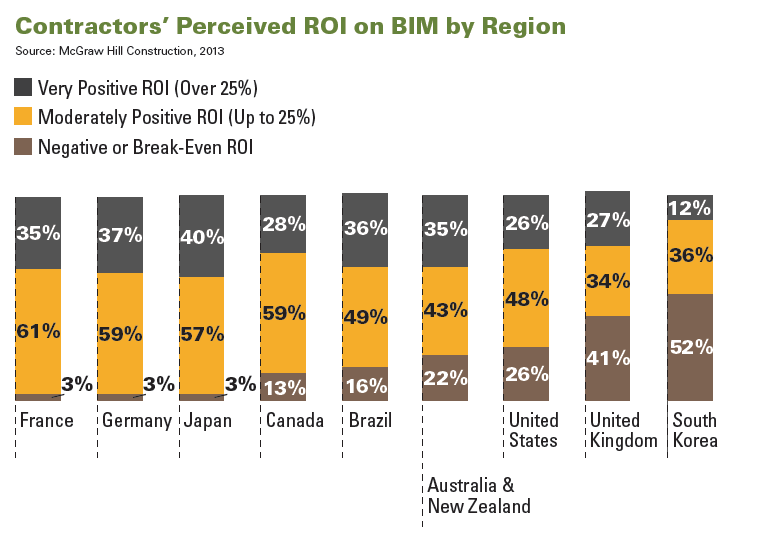 Contractors’ Perceived ROI on BIM by Region
Source: McGraw Hill Construction, 2013
Very Positive ROI (Over 25%)
Moderately Positive ROI (Up to 25%)
Negative or Break-Even ROI
35% 37% 40% 28% 36% 35% 26% 27% 12%
61% 59% 57% 59% 49% 43% 48% 34% 36%
3% 3% 3% 13% 16% 22% 26% 41% 52%
France Germany Japan Canada Brazil United United South
States Kingdom Korea
Australia &
New Zealand